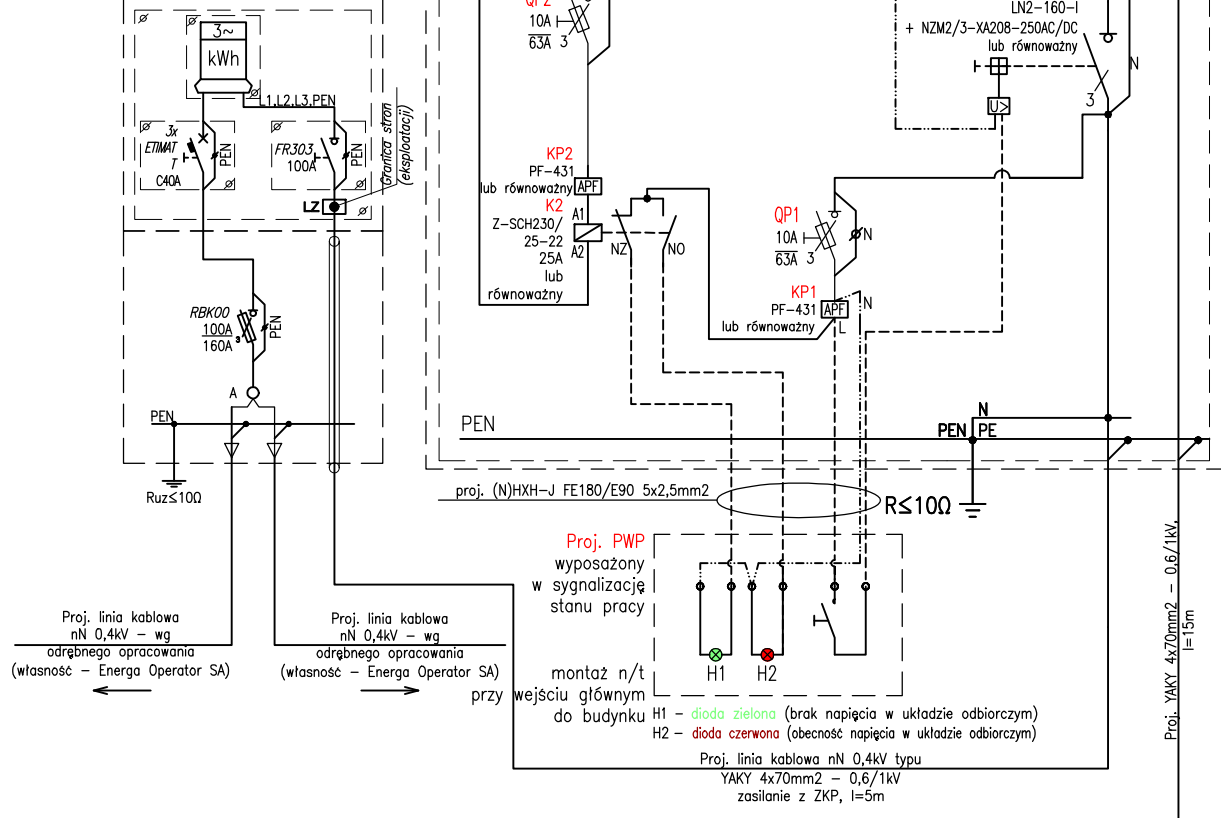 QF2
10A
63A 3
LN2-160-I
+ NZM2/3-XA208-250AC/DC
lub równoważny
N
3
U>
3~
kWh
L1,L2,L3,PEN
3x
ETIMAT
T
C40A
PEN
FR303
100A
PEN
Granica stron
(eksploatacji)
LZ
KP2
PF-431
lub równoważny
APF
K2
A1
Z-SCH230/
25-22
25A
lub
równoważny
A2
NZ
NO
QP1
10A
63A 3
N
KP1
PF-431
lub równoważny
APF
N
L
RBK00
100A
160A
3
PEN
A
PEN
Ruz≤10Ω
PEN
N
PEN
PE
proj. (N)HXH-J FE180/E90 5x2,5mm2
R≤10Ω
Proj. PWP
wyposażony
w sygnalizację
stanu pracy
montaż n/t
przy wejściu głównym
do budynku
H1
H2
H1 - dioda zielona (brak napięcia w układzie odbiorczym)
H2 - dioda czerwona (obecność napięcia w układzie odbiorczym)
Proj. linia kablowa
nN 0,4kV - wg
odrębnego opracowania
(własność - Energa Operator SA)
Proj. linia kablowa
nN 0,4kV - wg
odrębnego opracowania
(własność - Energa Operator SA)
Proj. linia kablowa nN 0,4kV typu
YAKY 4x70mm2 - 0,6/1kV
zasilanie z ZKP, l=5m
Proj. YAKY 4x70mm2 - 0,6/1kV,
l=15m